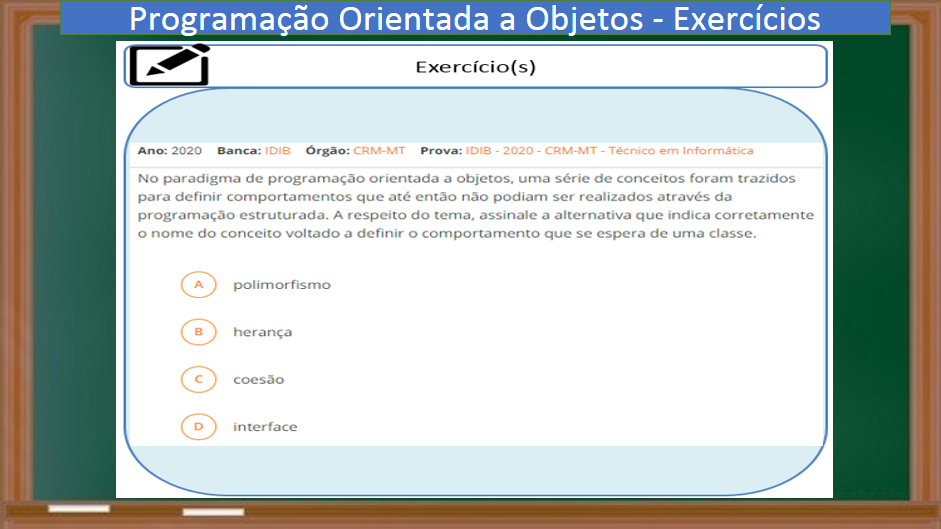 Programação Orientada a Objetos - Exercícios
Exercício(s)
Ano: 2020 Banca: IDIB Órgão: CRM-MT Prova: IDIB - 2020 - CRM-MT - Técnico em Informática
No paradigma de programação orientada a objetos, uma série de conceitos foram trazidos
para definir comportamentos que até então não podiam ser realizados através da
programação estruturada. A respeito do tema, assinale a alternativa que indica corretamente
o nome do conceito voltado a definir o comportamento que se espera de uma classe.
A polimorfismo
B herança
C coesão
D interface